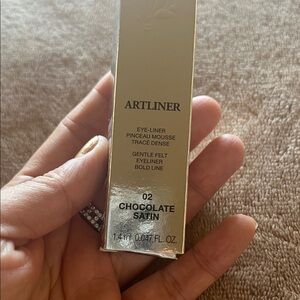 ARTLINER
EYE-LINER
PINCEAU MOUSSE
TRACÉ DENSE
GENTLE FELT
EYELINER
BOLD LINE
02
CHOCOLATE
SATIN
1.4 ml 0.047 FL. OZ.